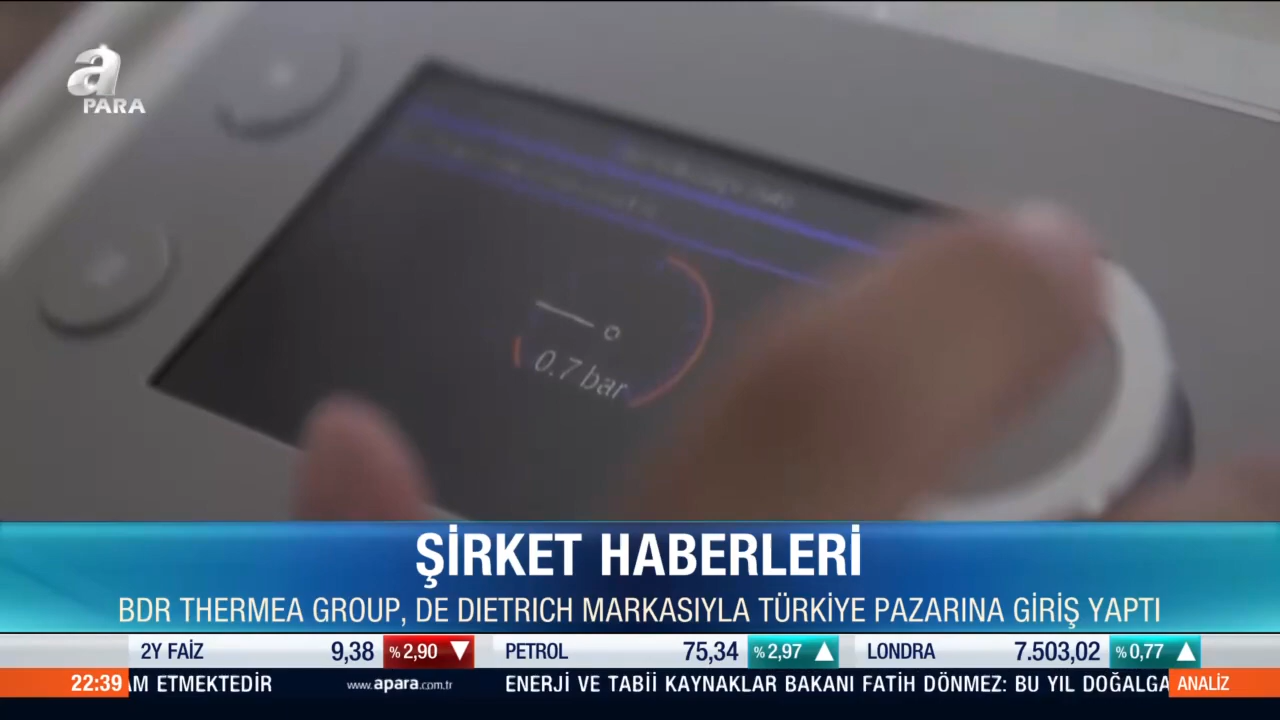 a
PARA
0.7 bar
ŞİRKET HABERLERİ
BDR THERMEA GROUP, DE DIETRICH MARKASIYLA TÜRKİYE PAZARINA GİRİŞ YAPTI
2Y FAİZ 9,38 %2,90 ▼ PETROL 75,34 %2,97 ▲ LONDRA 7.503,02 %0,77 ▲
22:39 AM ETMEKTEDİR www.apara.com.tr ENERJİ VE TABİİ KAYNAKLAR BAKANI FATİH DÖNMEZ: BU YIL DOĞALGA ANALİZ